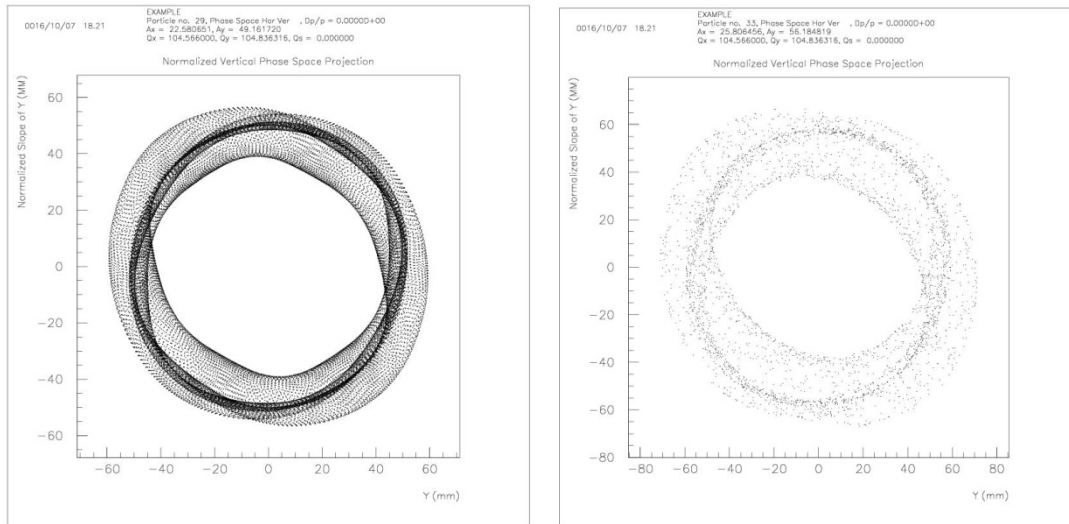 EXAMPLE
0016/10/07 18.21
Particle no. 29, Phase Space Hor Ver , Dp/p = 0.0000D+00
Ax = 22.580651, Ay = 49.161720
Qx = 104.566000, Qy = 104.836316, Qs = 0.000000
Normalized Vertical Phase Space Projection
Normalized Slope of Y (MM)
60
40
20
0
−20
−40
−60
−60 −40 −20 0 20 40 60
Y (mm)
EXAMPLE
0016/10/07 18.21
Particle no. 33, Phase Space Hor Ver , Dp/p = 0.0000D+00
Ax = 25.806456, Ay = 56.184819
Qx = 104.566000, Qy = 104.836316, Qs = 0.000000
Normalized Vertical Phase Space Projection
Normalized Slope of Y (MM)
60
40
20
0
−20
−40
−60
−80
−80 −60 −40 −20 0 20 40 60 80
Y (mm)